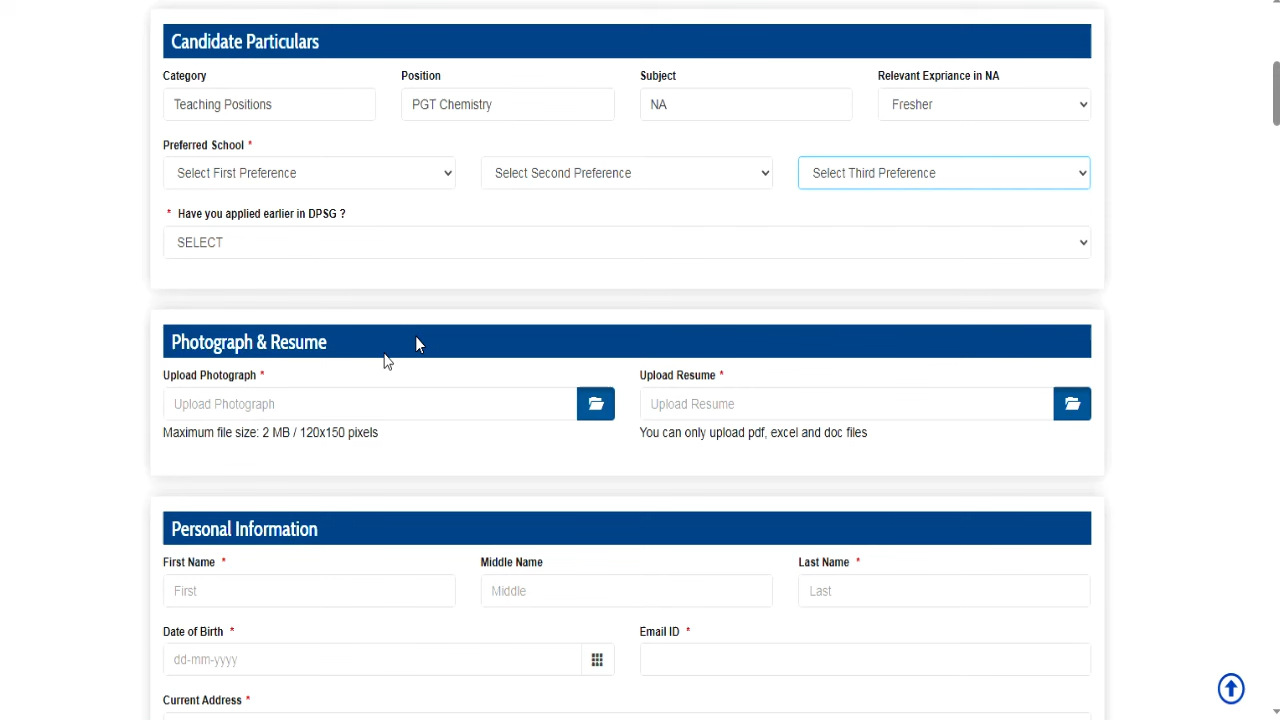 Candidate Particulars
Category Position Subject Relevant Expriance in NA
Teaching Positions PGT Chemistry NA Fresher
Preferred School *
Select First Preference Select Second Preference Select Third Preference
* Have you applied earlier in DPSG ?
SELECT
Photograph & Resume
Upload Photograph * Upload Resume *
Upload Photograph Upload Resume
Maximum file size: 2 MB / 120x150 pixels You can only upload pdf, excel and doc files
Personal Information
First Name * Middle Name Last Name *
First Middle Last
Date of Birth * Email ID *
dd-mm-yyyy
Current Address *